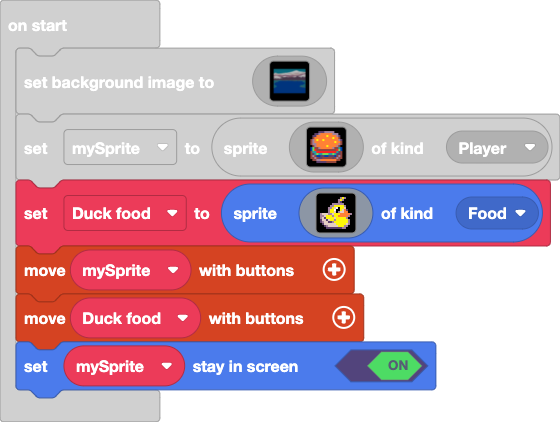 on start
set background image to
set mySprite to sprite of kind Player
set Duck food to sprite of kind Food
move mySprite with buttons
move Duck food with buttons
set mySprite stay in screen ON